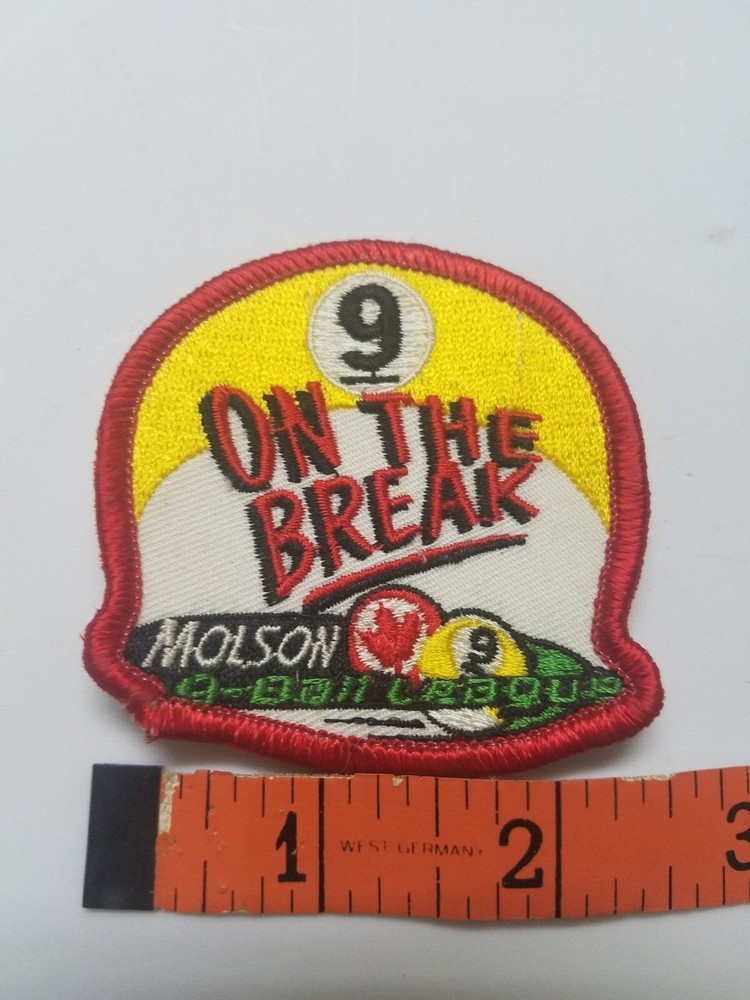 9
ON THE
BREAK
MOLSON
9
9-Ball League
1 WEST GERMANY 2 3